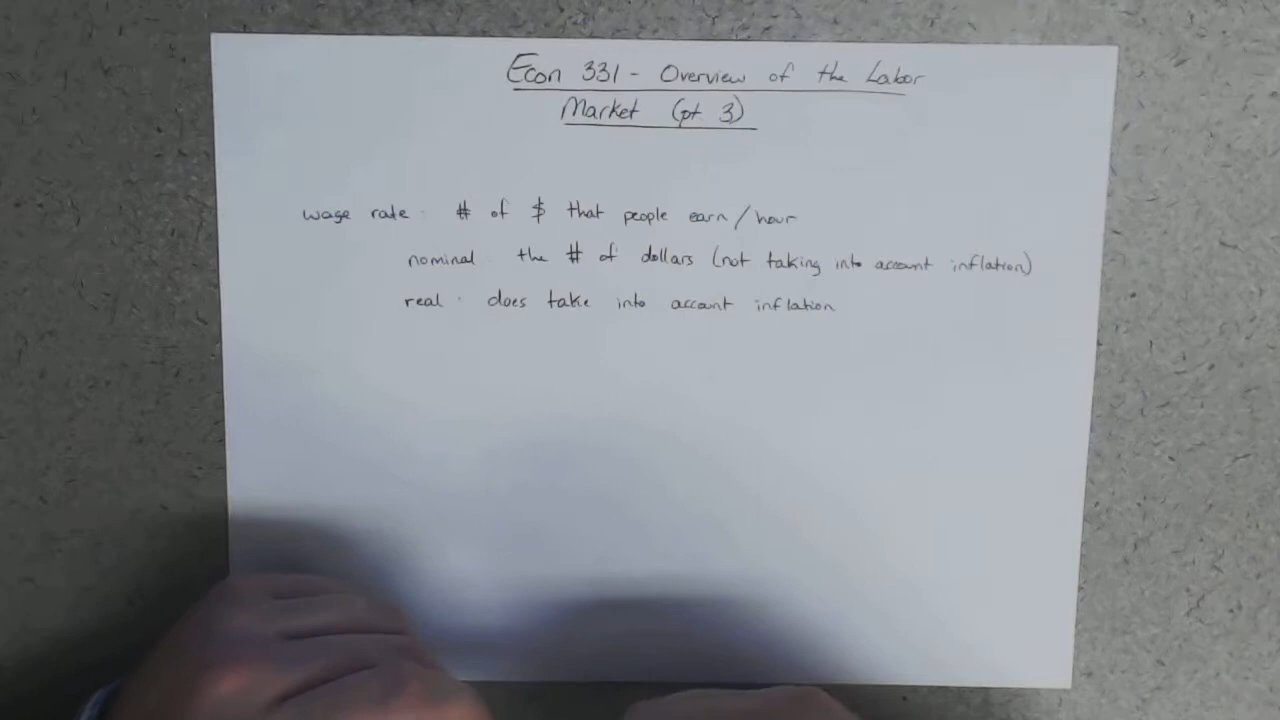 Econ 331 - Overview of the Labor
Market (pt 3)
wage rate: # of $ that people earn/hour
nominal: the # of dollars (not taking into account inflation)
real: does take into account inflation